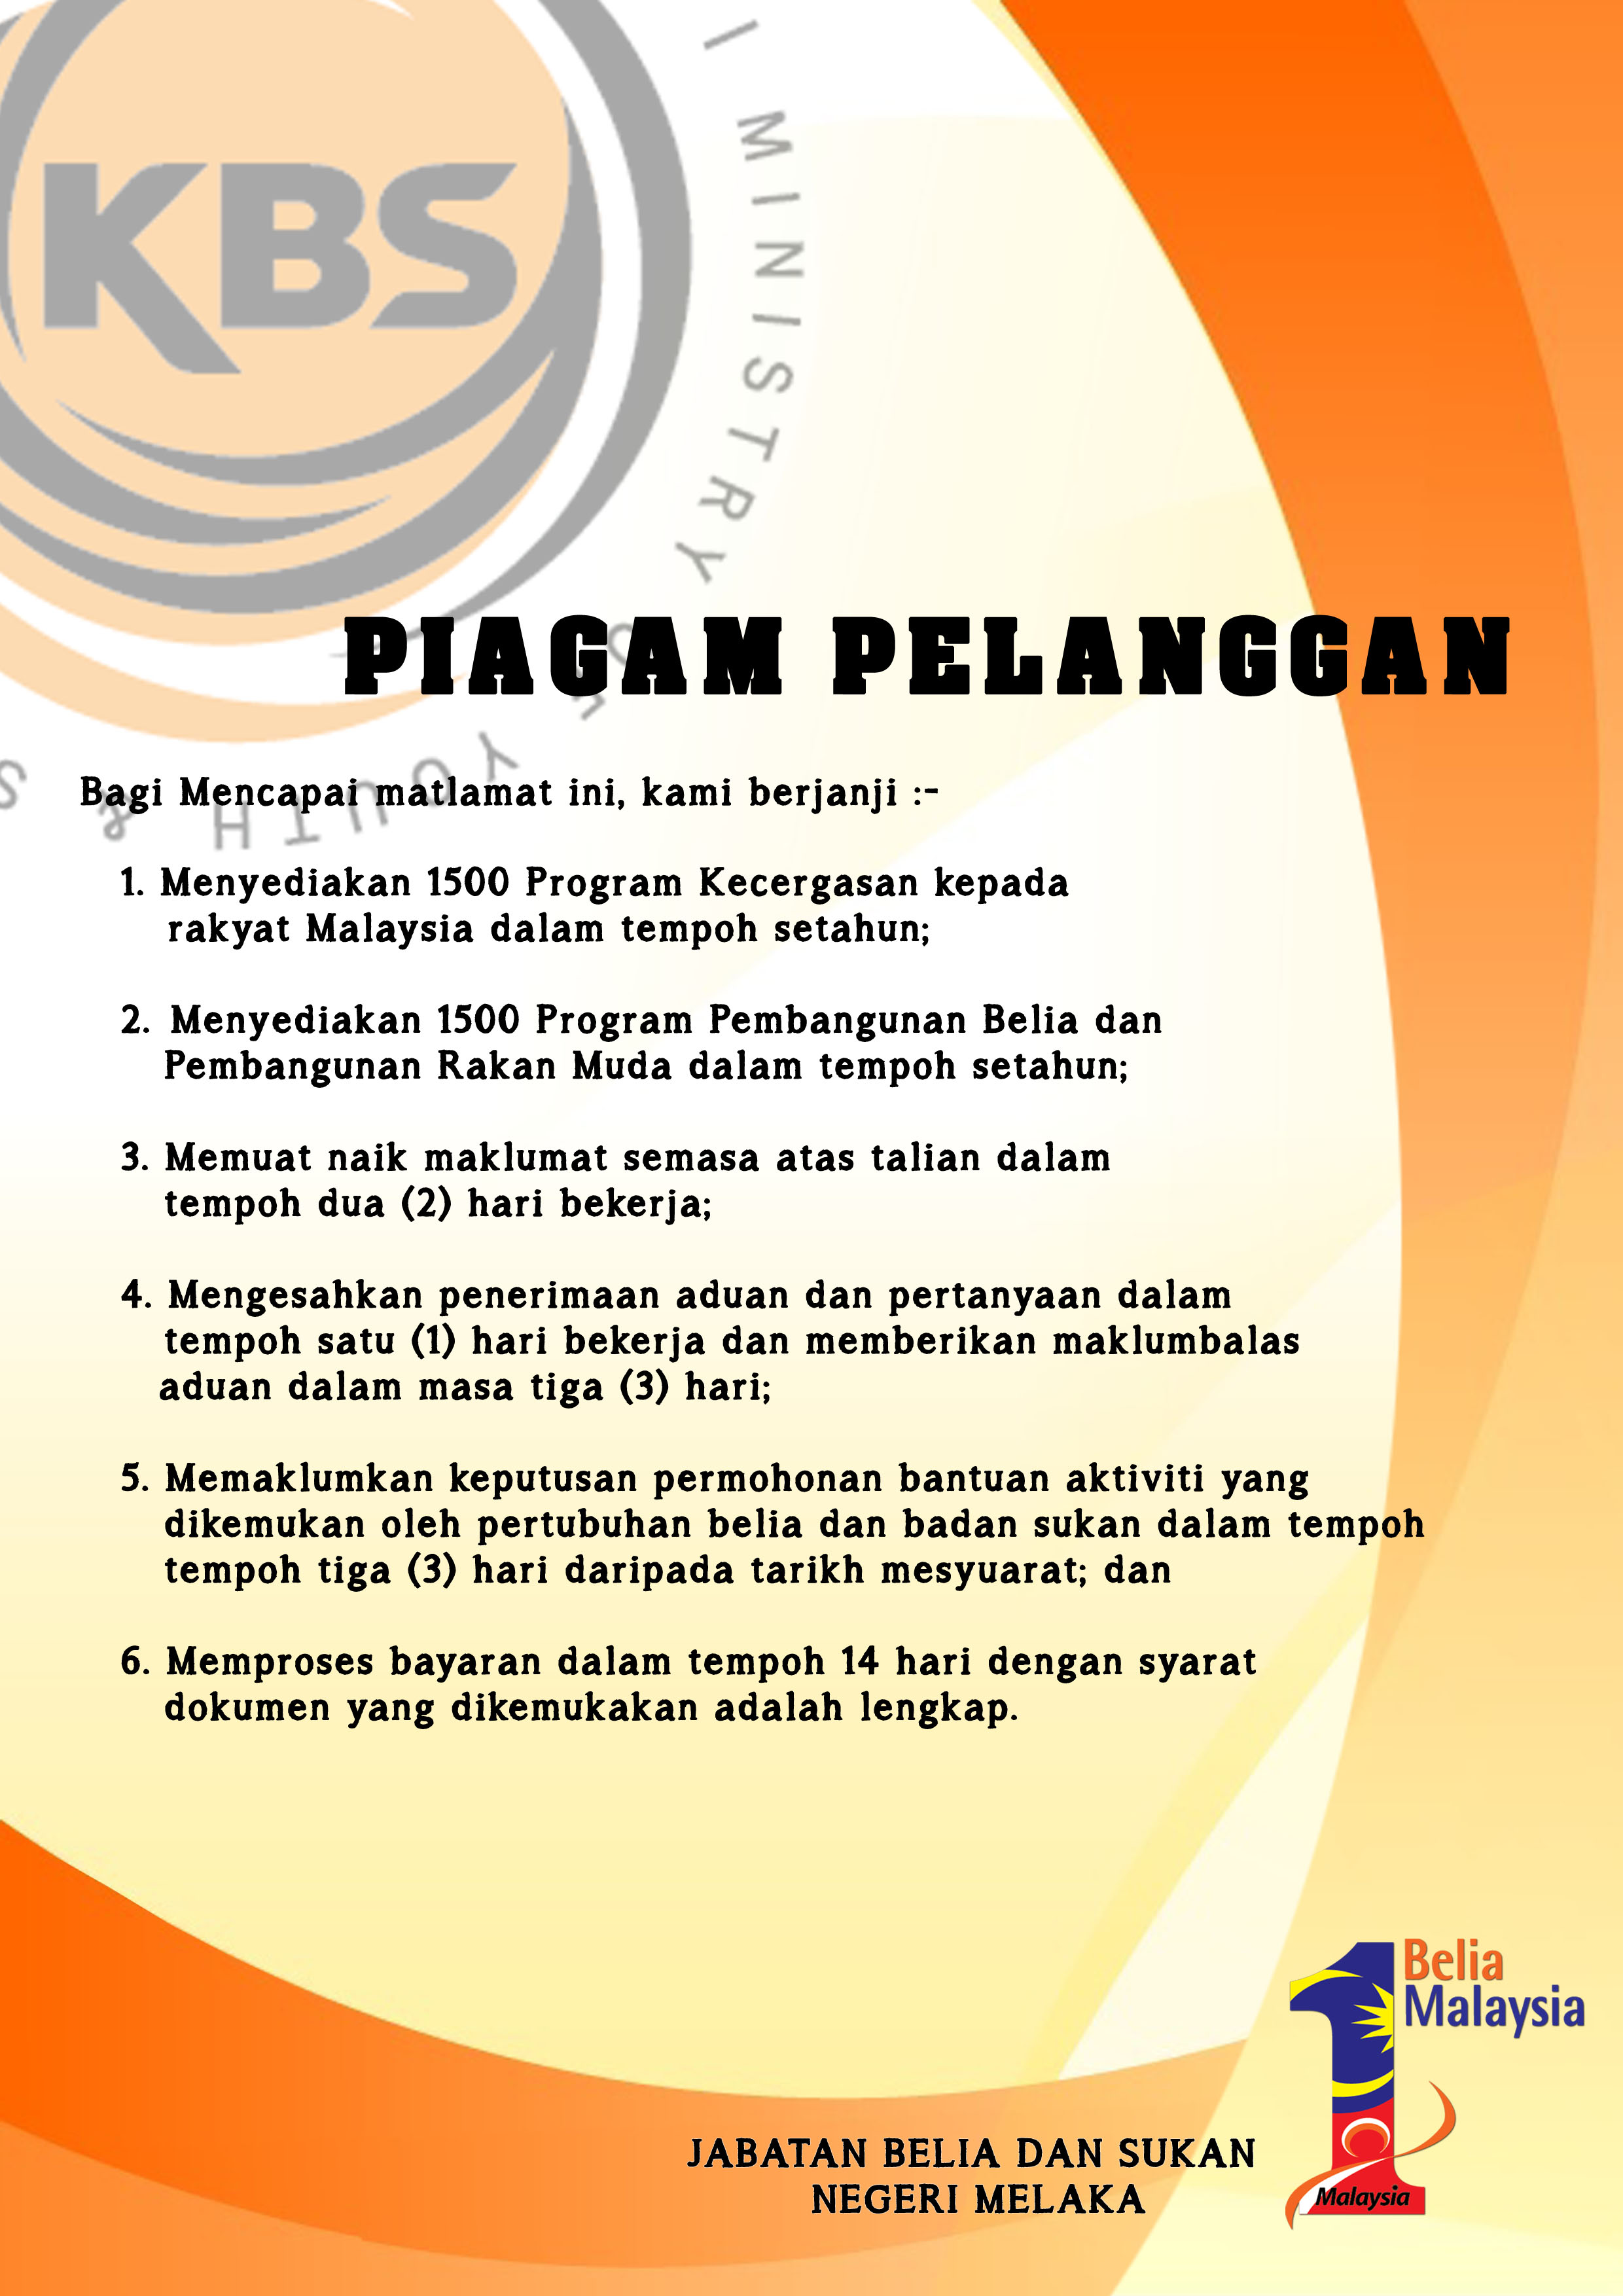 KBS
I MINISTRY OF YOUTH & S
PIAGAM PELANGGAN
Bagi Mencapai matlamat ini, kami berjanji :-
1. Menyediakan 1500 Program Kecergasan kepada
rakyat Malaysia dalam tempoh setahun;
2. Menyediakan 1500 Program Pembangunan Belia dan
Pembangunan Rakan Muda dalam tempoh setahun;
3. Memuat naik maklumat semasa atas talian dalam
tempoh dua (2) hari bekerja;
4. Mengesahkan penerimaan aduan dan pertanyaan dalam
tempoh satu (1) hari bekerja dan memberikan maklumbalas
aduan dalam masa tiga (3) hari;
5. Memaklumkan keputusan permohonan bantuan aktiviti yang
dikemukan oleh pertubuhan belia dan badan sukan dalam tempoh
tempoh tiga (3) hari daripada tarikh mesyuarat; dan
6. Memproses bayaran dalam tempoh 14 hari dengan syarat
dokumen yang dikemukakan adalah lengkap.
1 Belia
Malaysia
Malaysia
JABATAN BELIA DAN SUKAN
NEGERI MELAKA